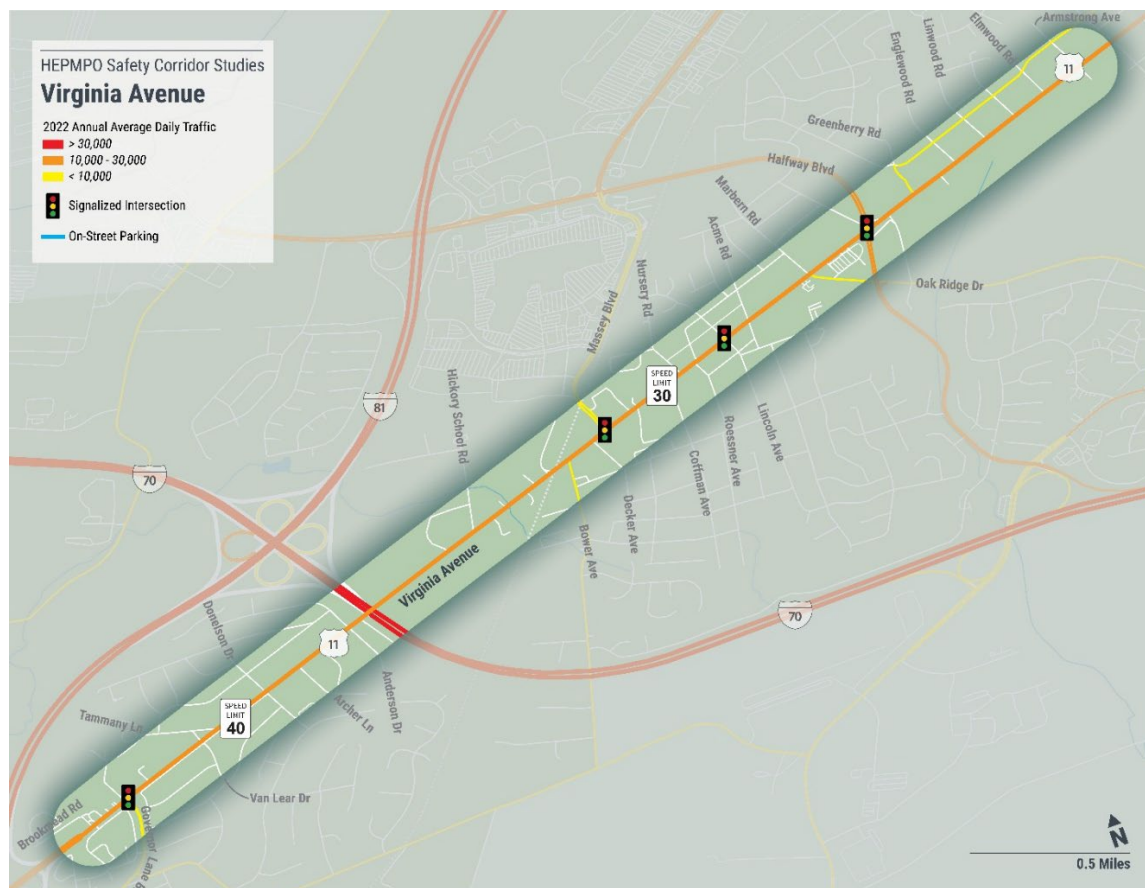 HEPMPO Safety Corridor Studies
Virginia Avenue
2022 Annual Average Daily Traffic
> 30,000
10,000 - 30,000
< 10,000
Signalized Intersection
On-Street Parking
Armstrong Ave
Elmwood Rd
Linwood Rd
Englewood Rd
11
Greenberry Rd
Halfway Blvd
Marbern Rd
Acme Rd
Nursery Rd
Oak Ridge Dr
Massey Blvd
81
SPEED
LIMIT
30
Hickory School Rd
Lincoln Ave
Roessner Ave
Coffman Ave
70
Decker Ave
Bower Ave
Virginia Avenue
70
Donelson Dr
11
Anderson Dr
Archer Ln
SPEED
LIMIT
40
Tammany Ln
Van Lear Dr
Brookmead Rd
Governor Lane
N
0.5 Miles